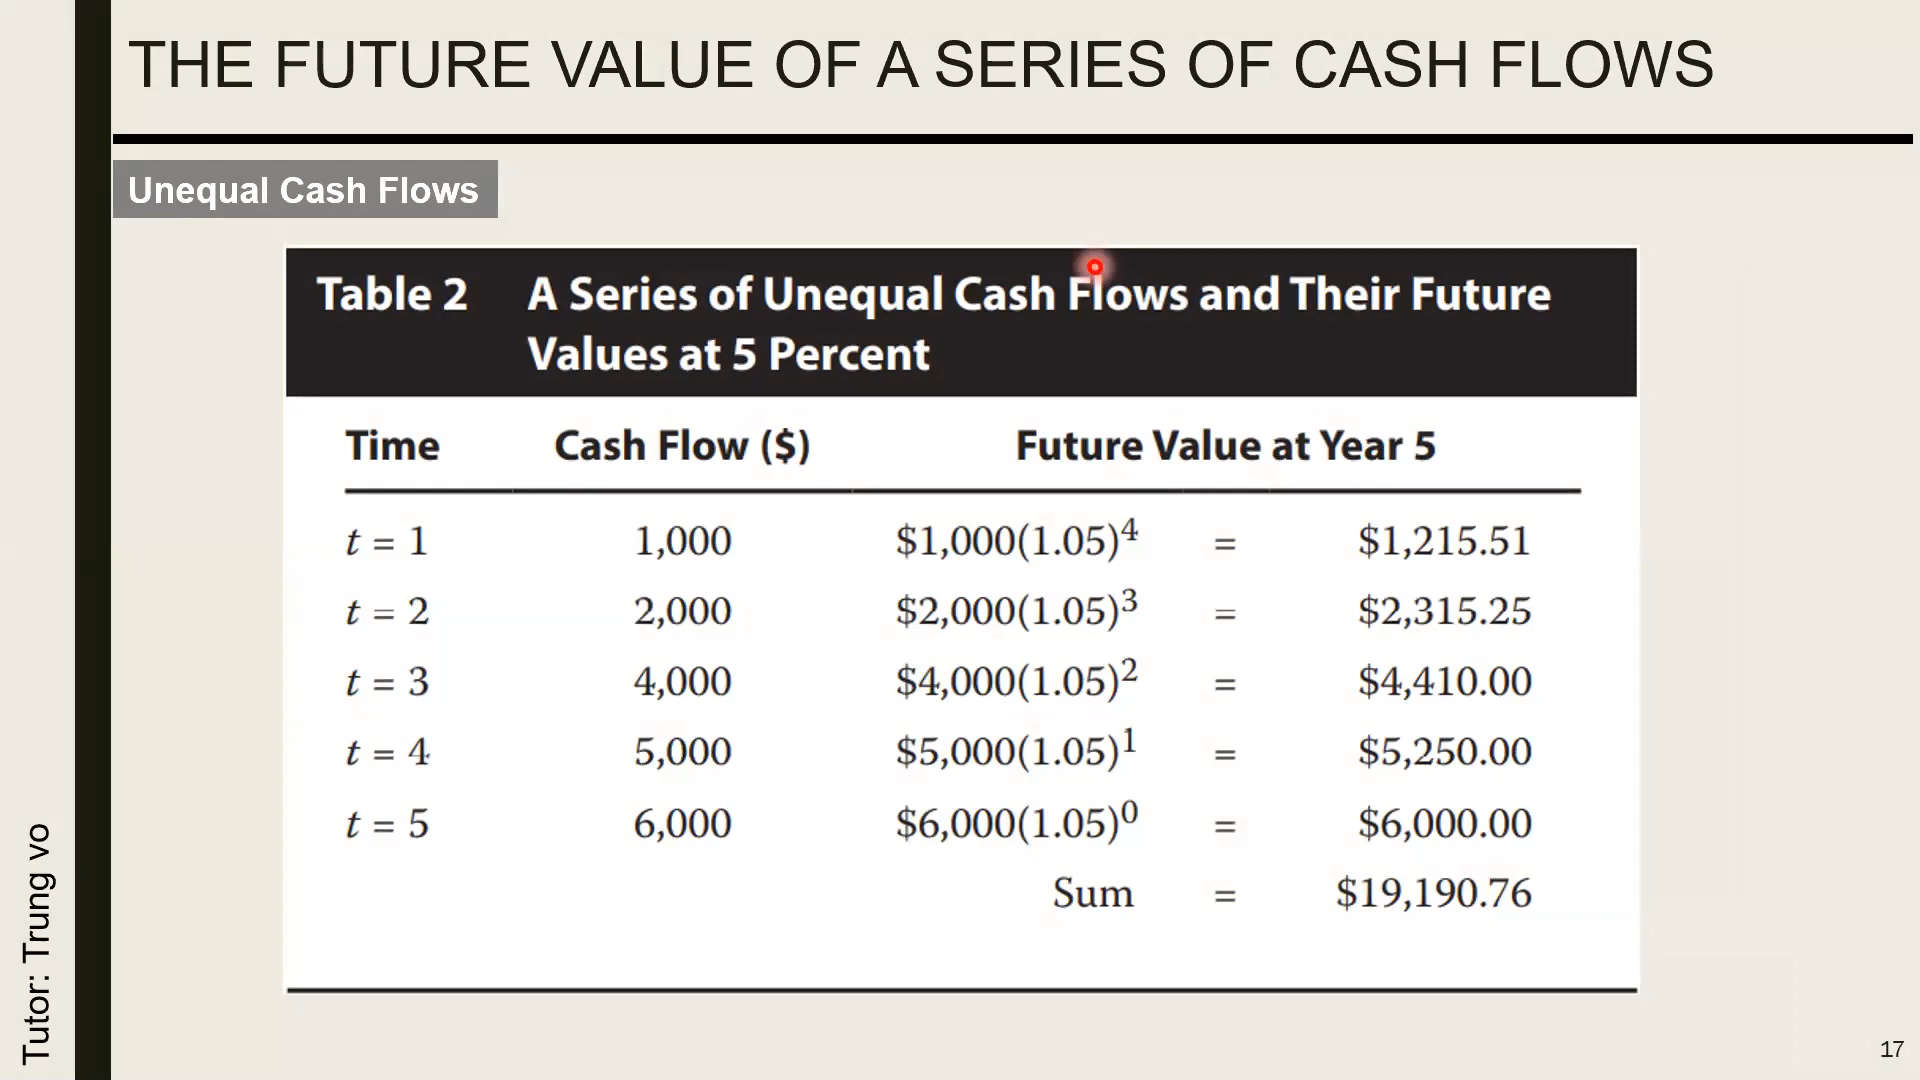 THE FUTURE VALUE OF A SERIES OF CASH FLOWS
Unequal Cash Flows
Table 2 A Series of Unequal Cash Flows and Their Future
Values at 5 Percent
Time Cash Flow ($) Future Value at Year 5
t = 1 1,000 $1,000(1.05)⁴ = $1,215.51
t = 2 2,000 $2,000(1.05)³ = $2,315.25
t = 3 4,000 $4,000(1.05)² = $4,410.00
t = 4 5,000 $5,000(1.05)¹ = $5,250.00
t = 5 6,000 $6,000(1.05)⁰ = $6,000.00
Sum = $19,190.76
Tutor: Trung vo
17